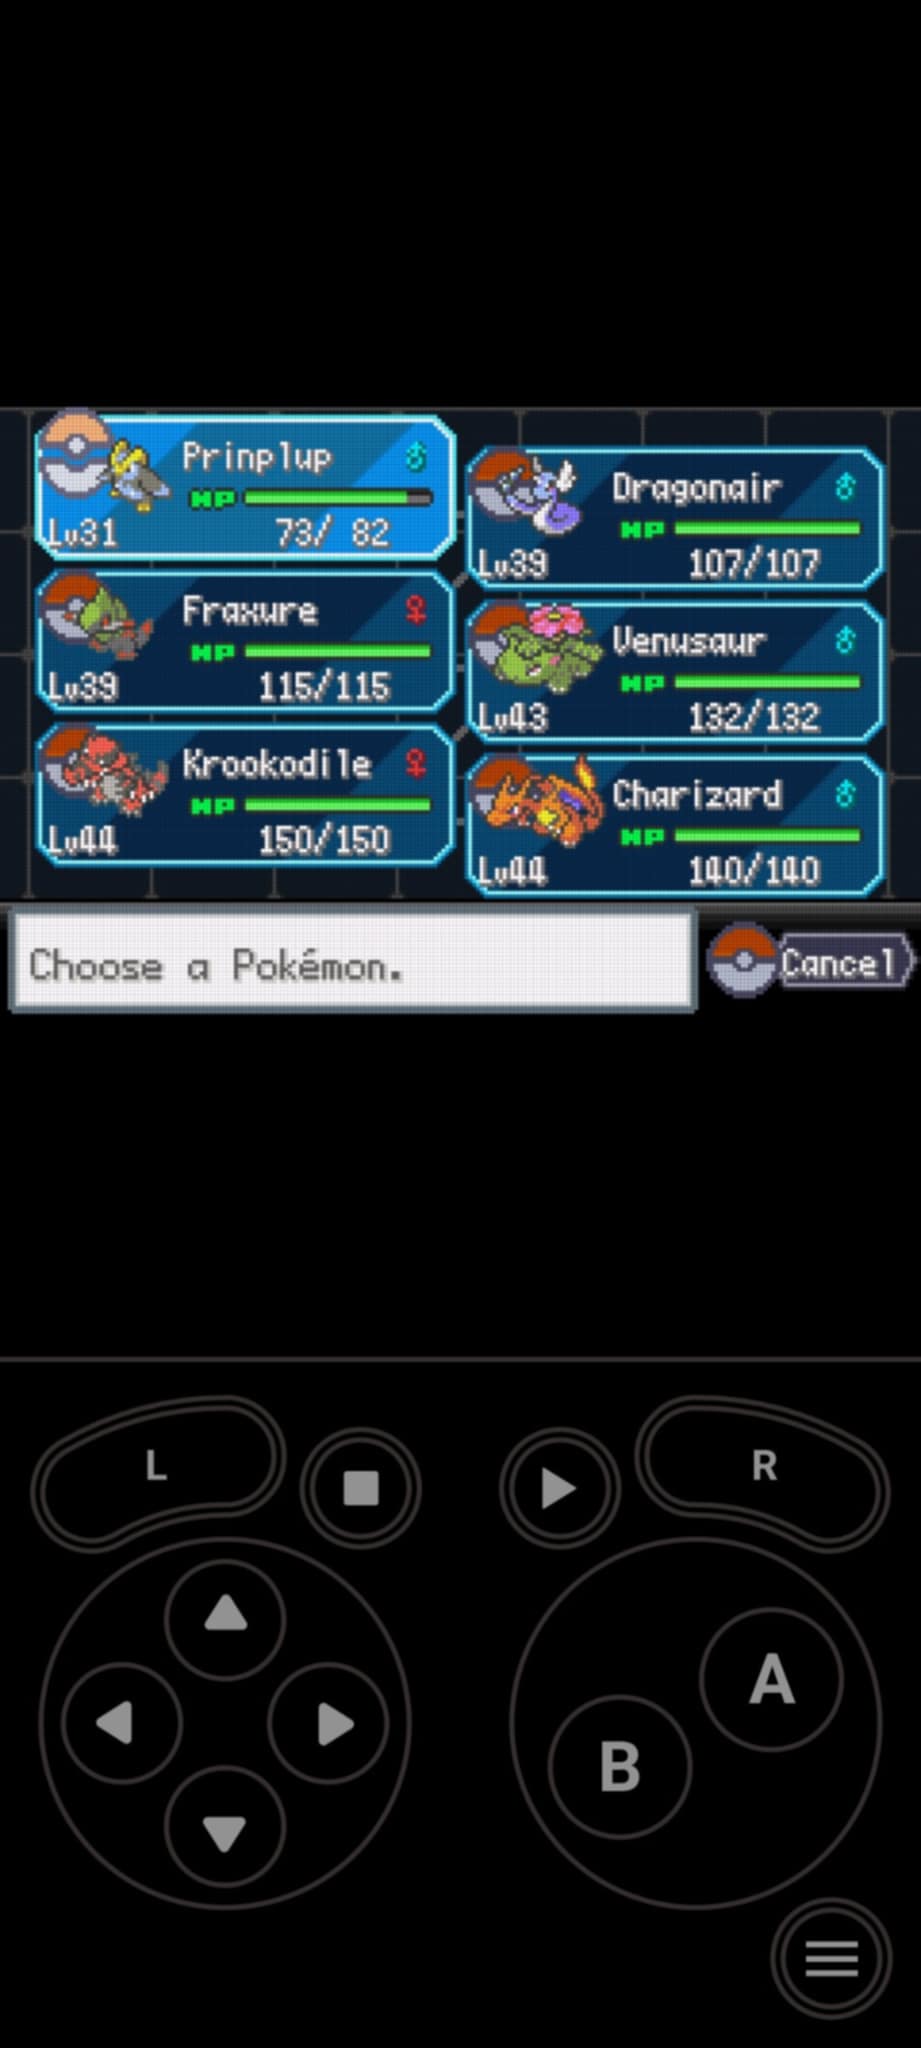 Prinplup ♂
HP
Lv31 73/ 82
Dragonair ♂
HP
Lv39 107/107
Fraxure ♀
HP
Lv39 115/115
Venusaur ♂
HP
Lv43 132/132
Krookodile ♀
HP
Lv44 150/150
Charizard ♂
HP
Lv44 140/140
Choose a Pokémon.
Cancel
L
R
A
B